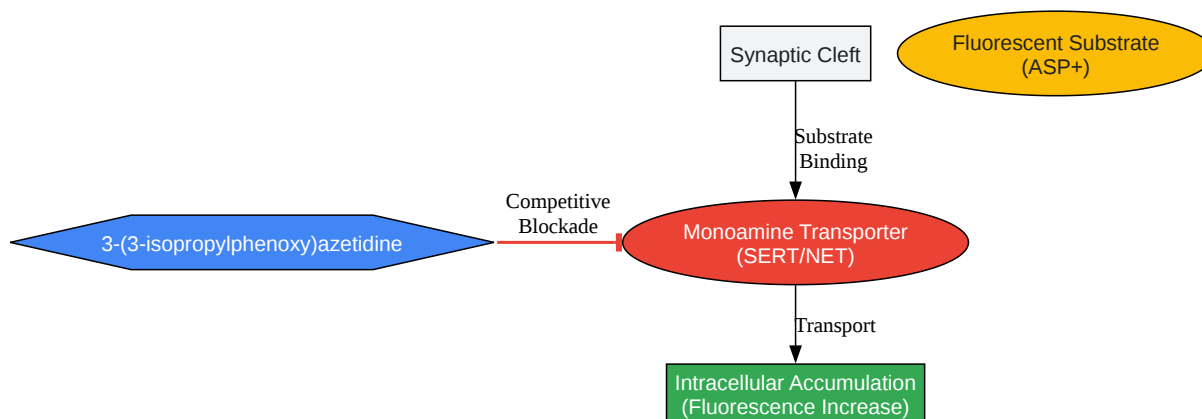 Synaptic Cleft
Fluorescent Substrate
(ASP+)
Substrate
Binding
Competitive
Blockade
3-(3-isopropylphenoxy)azetidine
Monoamine Transporter
(SERT/NET)
Transport
Intracellular Accumulation
(Fluorescence Increase)